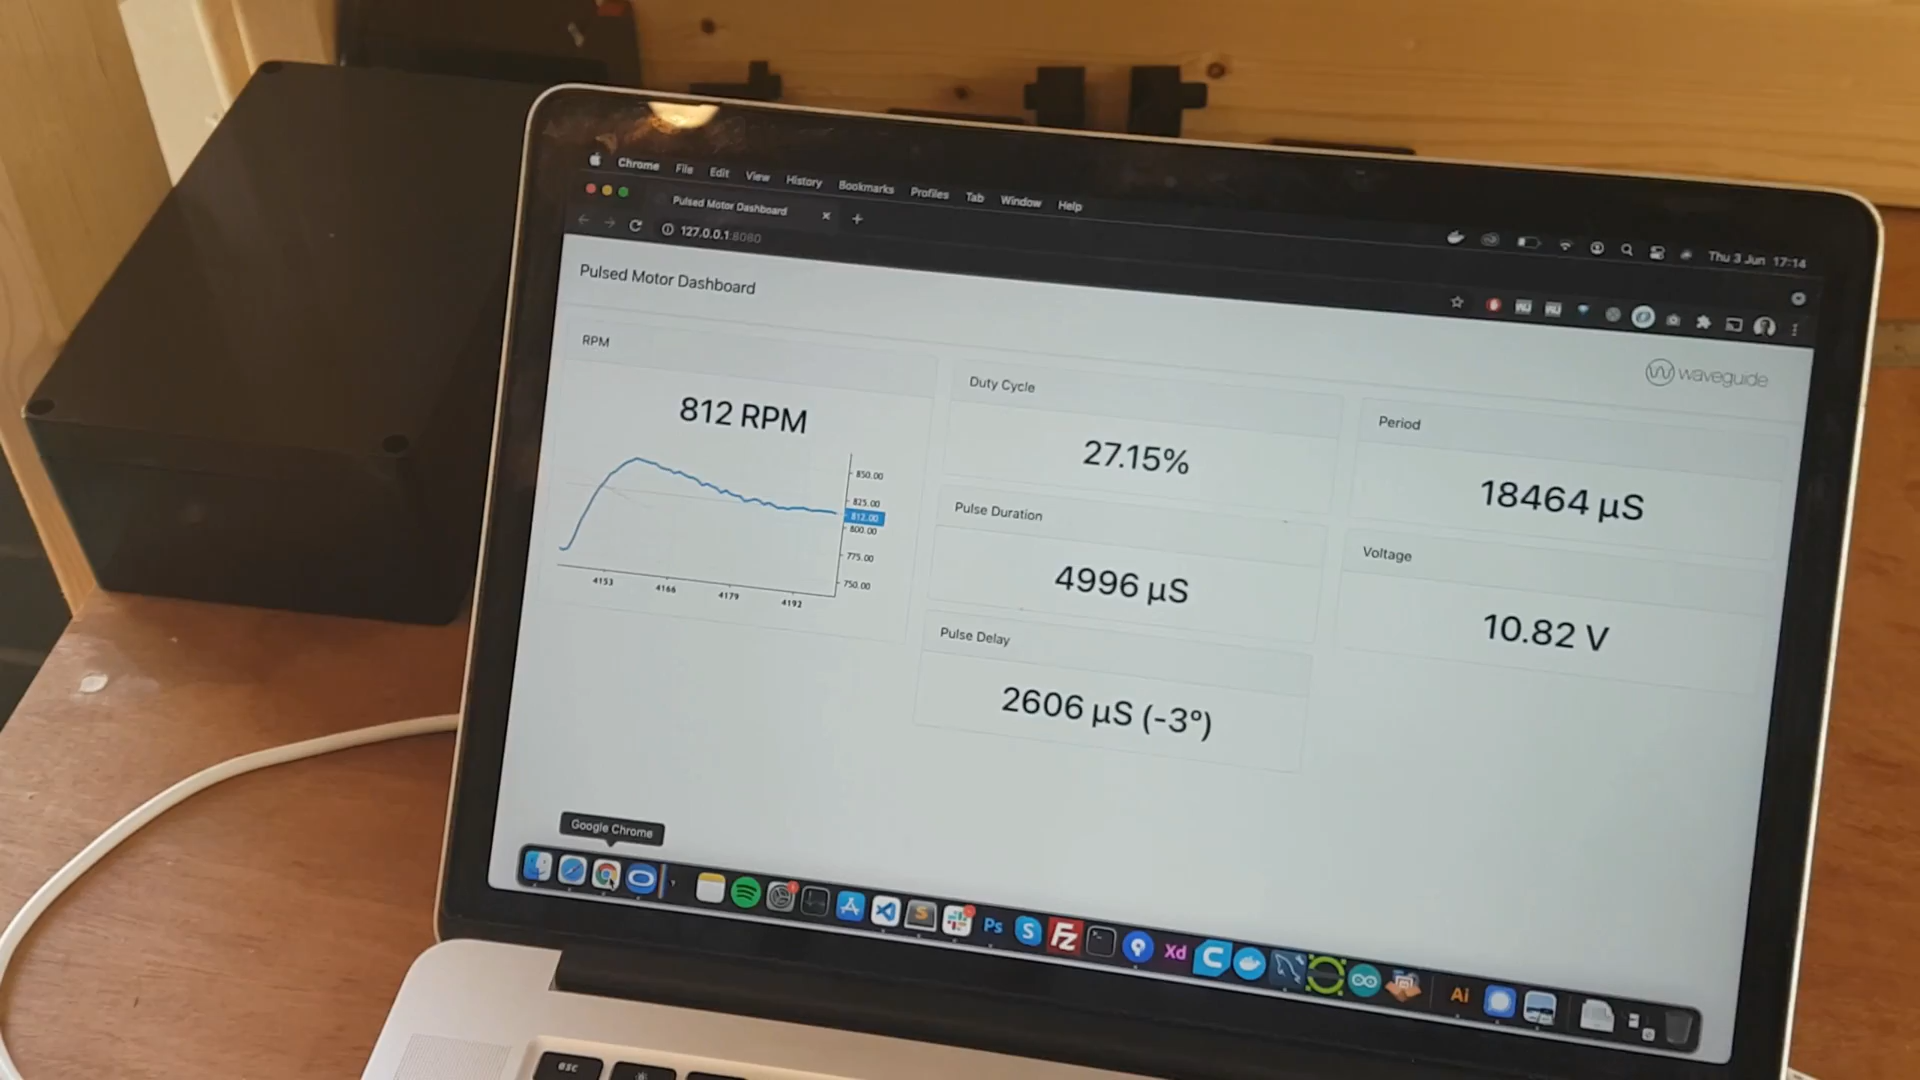 Chrome File Edit View History Bookmarks Profiles Tab Window Help
Thu 3 Jun 17:14
Pulsed Motor Dashboard
127.0.0.1:8080
Pulsed Motor Dashboard
waveguide
RPM
812 RPM
850.00
825.00
812.00
800.00
775.00
750.00
4153 4166 4179 4192
Duty Cycle
27.15%
Pulse Duration
4996 µS
Pulse Delay
2606 µS (-3°)
Period
18464 µS
Voltage
10.82 V
Google Chrome
Ps
S
Fz
Xd
C
Ai
esc